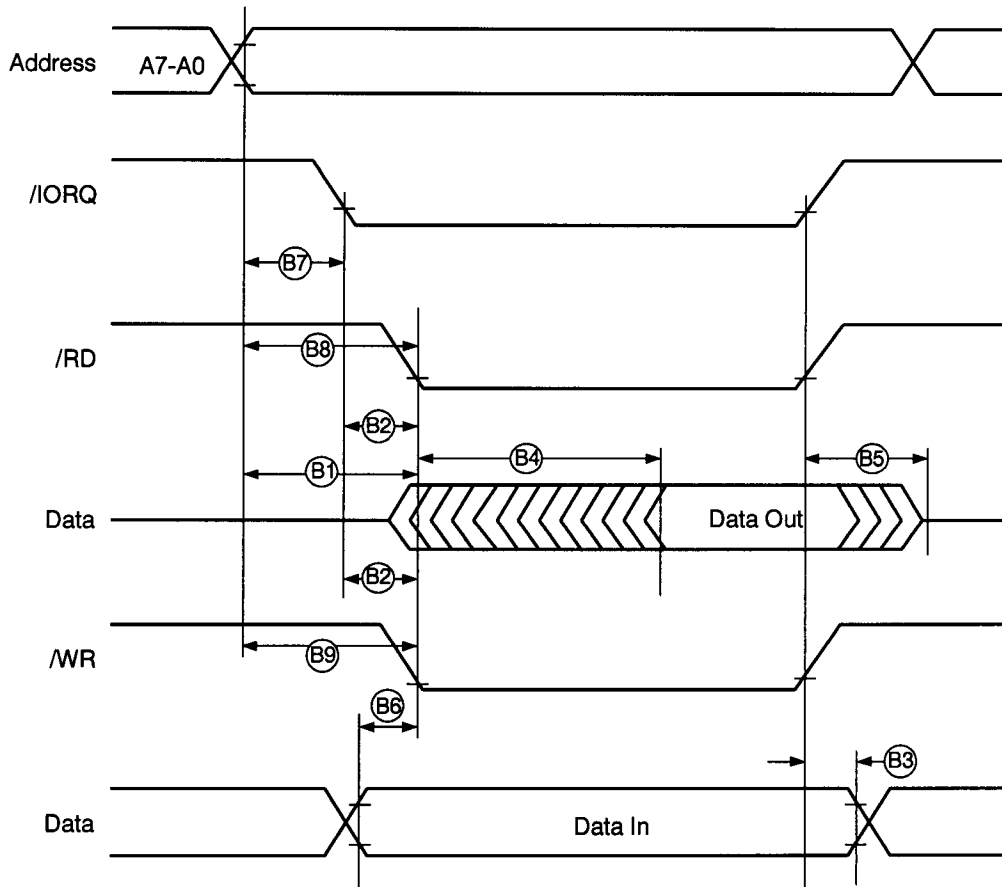 Address A7-A0
/IORQ
B7
/RD B8
B2
B1 B4 B5
Data Data Out
B2
/WR B9
B6
B3
Data Data In